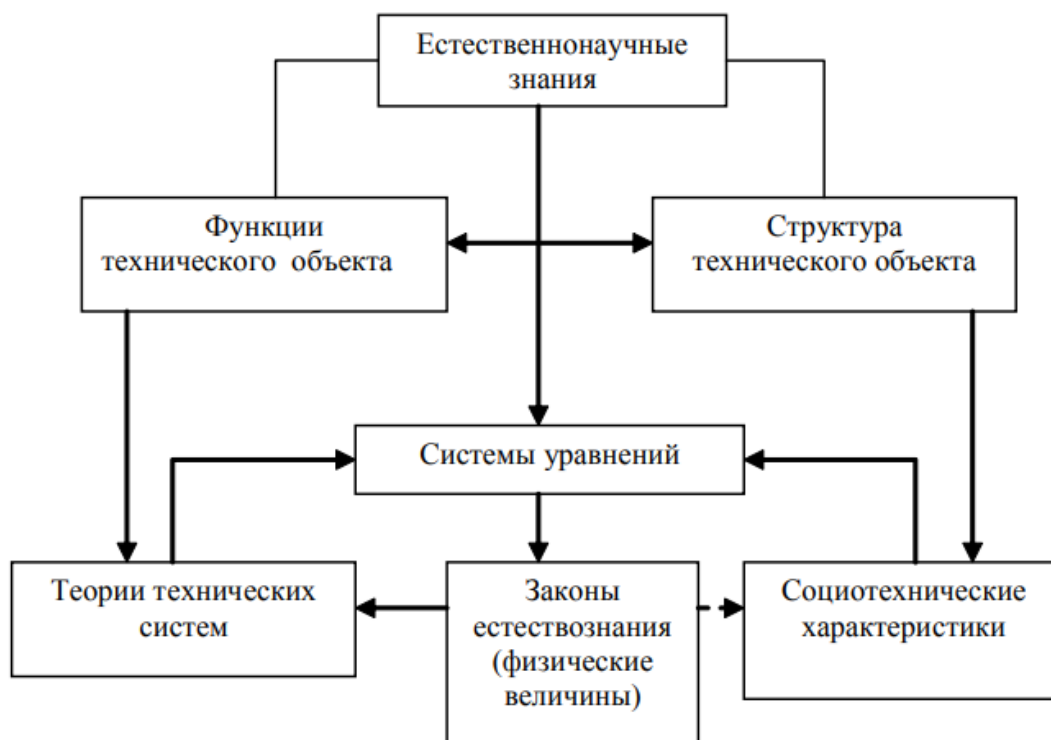 Естественнонаучные
знания
Функции
технического объекта
Структура
технического объекта
Системы уравнений
Теории технических
систем
Законы
естествознания
(физические
величины)
Социотехнические
характеристики